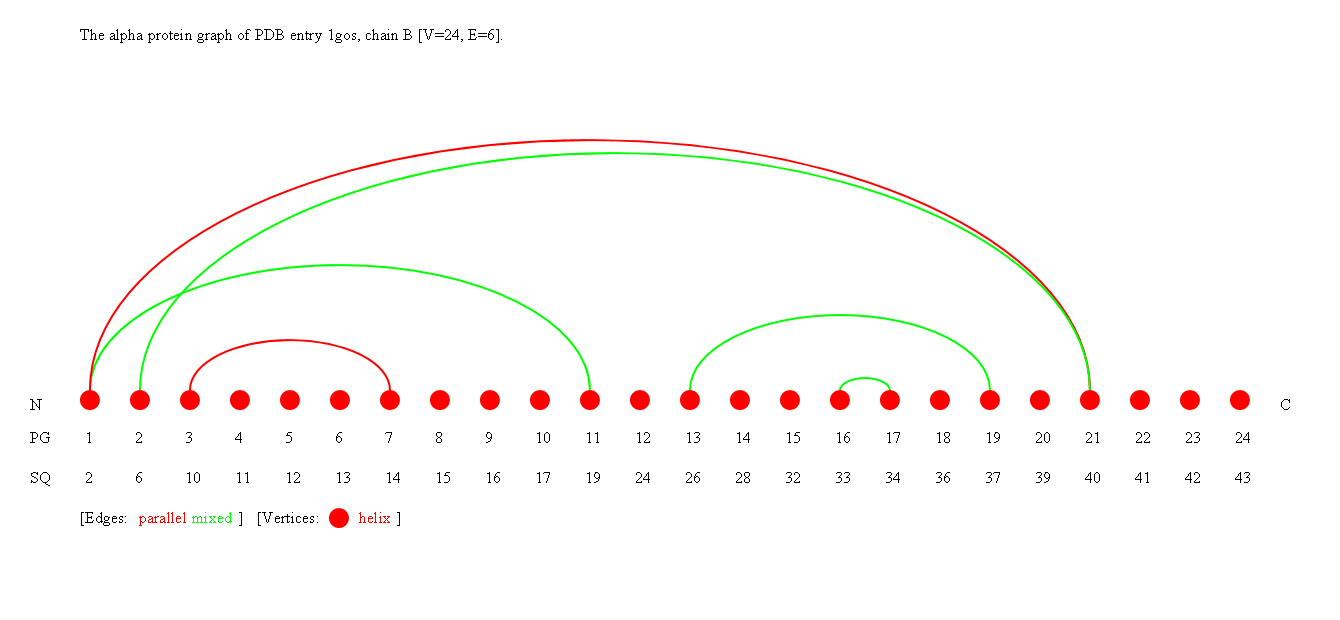 The alpha protein graph of PDB entry 1gos, chain B [V=24, E=6].
N C
PG 1 2 3 4 5 6 7 8 9 10 11 12 13 14 15 16 17 18 19 20 21 22 23 24
SQ 2 6 10 11 12 13 14 15 16 17 19 24 26 28 32 33 34 36 37 39 40 41 42 43
[Edges: parallel mixed ] [Vertices: helix ]